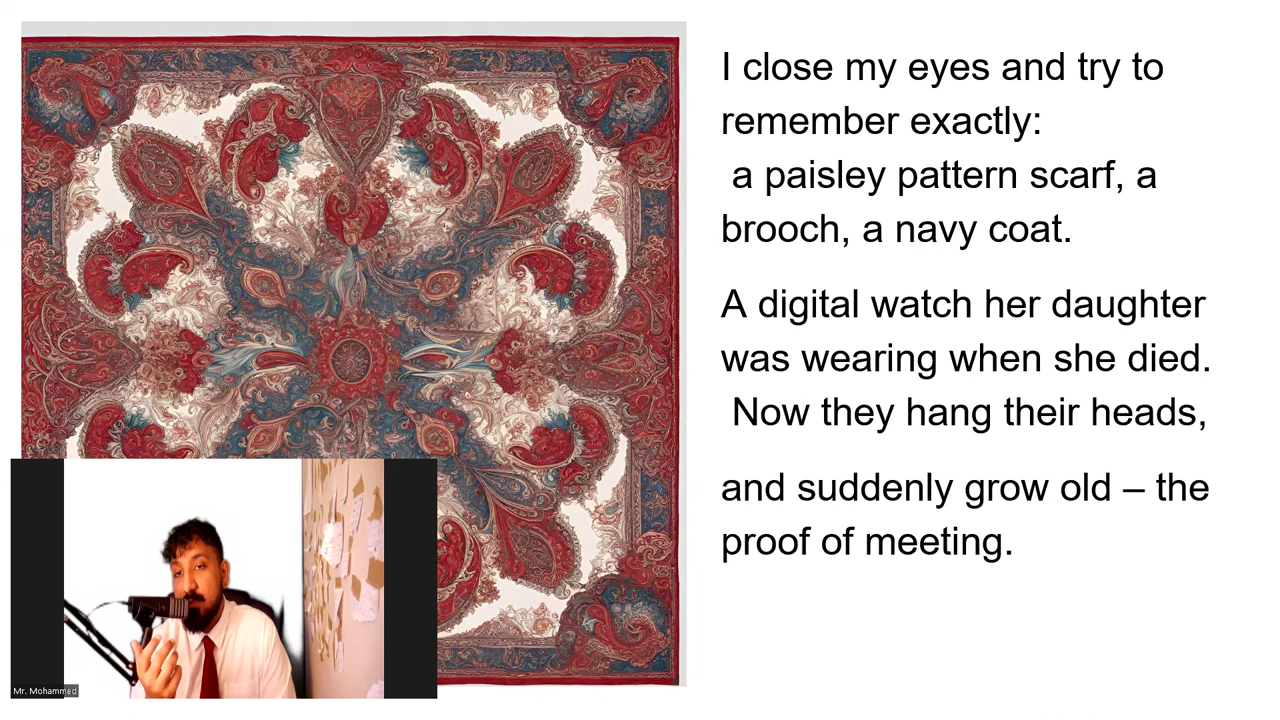 I close my eyes and try to
remember exactly:
a paisley pattern scarf, a
brooch, a navy coat.
A digital watch her daughter
was wearing when she died.
Now they hang their heads,
and suddenly grow old – the
proof of meeting.
Mr. Mohammed